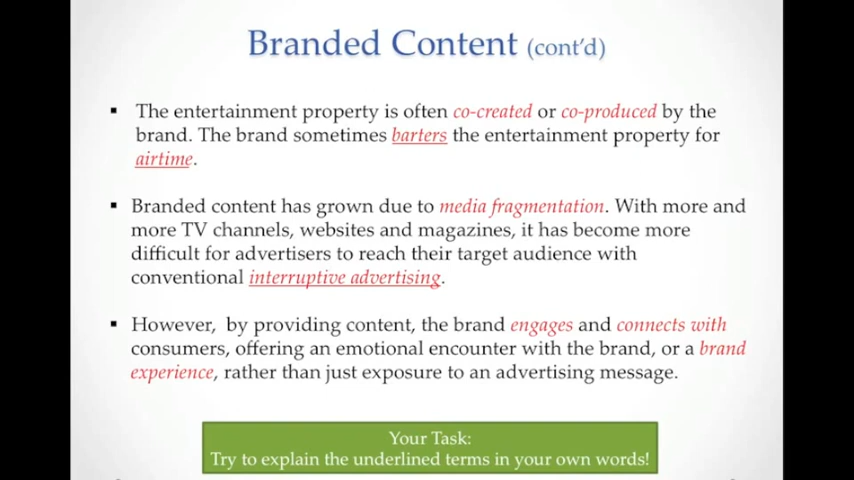 Branded Content (cont'd)
▪ The entertainment property is often co-created or co-produced by the
brand. The brand sometimes barters the entertainment property for
airtime.
▪ Branded content has grown due to media fragmentation. With more and
more TV channels, websites and magazines, it has become more
difficult for advertisers to reach their target audience with
conventional interruptive advertising.
▪ However, by providing content, the brand engages and connects with
consumers, offering an emotional encounter with the brand, or a brand
experience, rather than just exposure to an advertising message.
Your Task:
Try to explain the underlined terms in your own words!